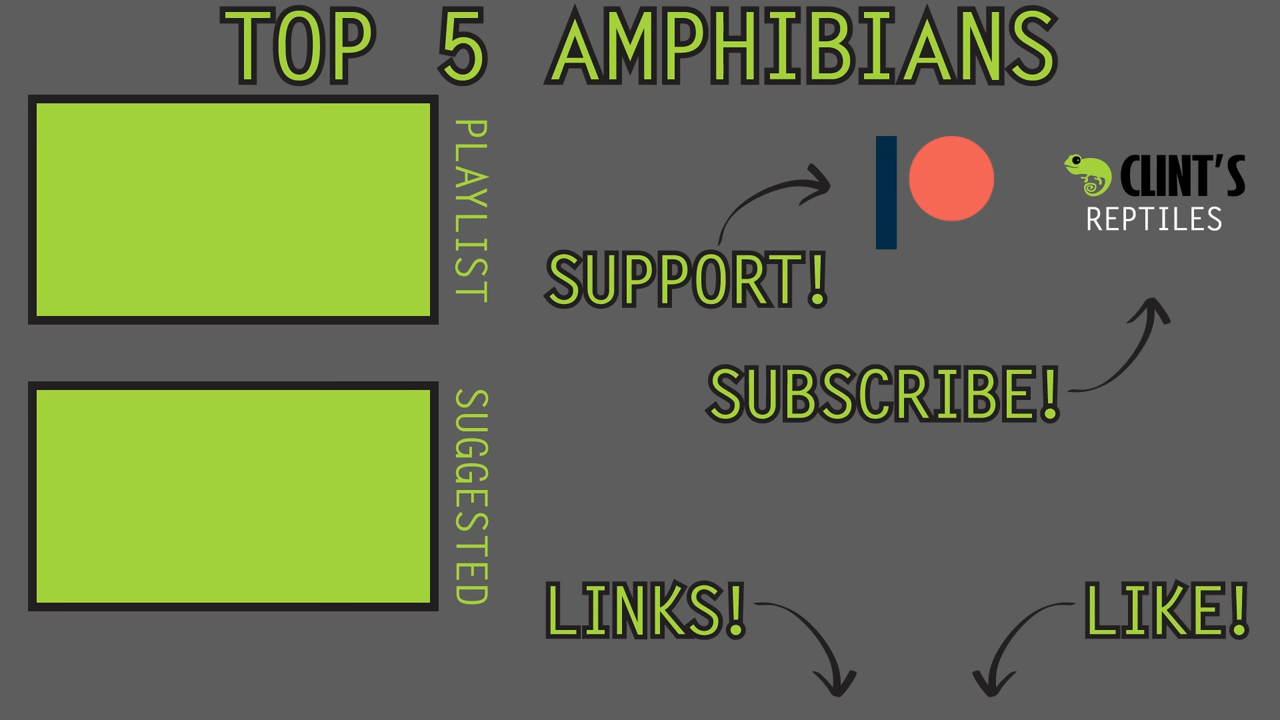 TOP 5 AMPHIBIANS
PLAYLIST
SUPPORT!
CLINT'S
REPTILES
SUBSCRIBE!
SUGGESTED
LINKS!
LIKE!